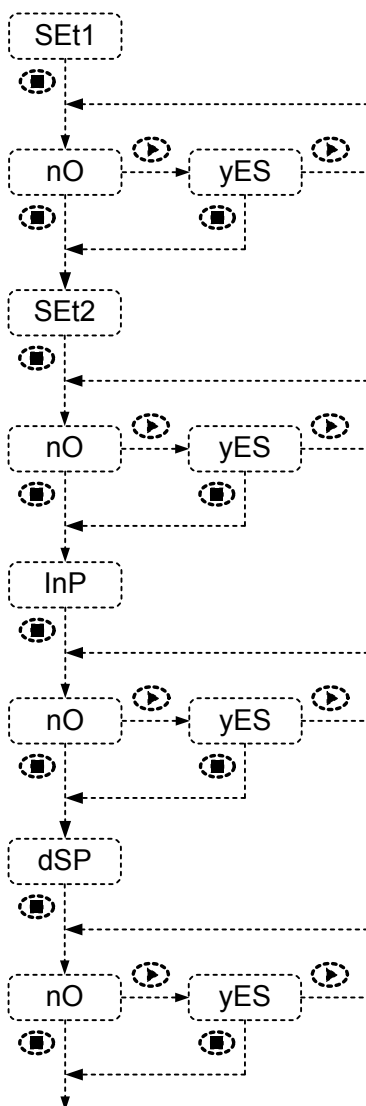 SEt1
nO yES
SEt2
nO yES
InP
nO yES
dSP
nO yES